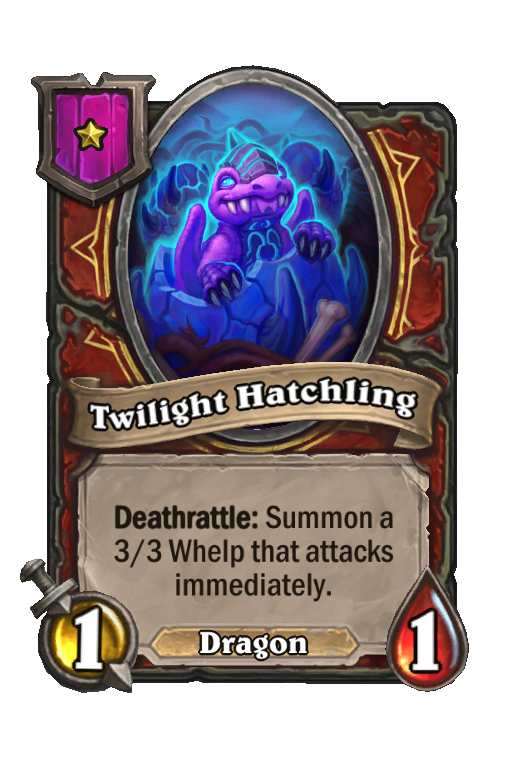 Twilight Hatchling
Deathrattle: Summon a
3/3 Whelp that attacks
immediately.
1
Dragon
1